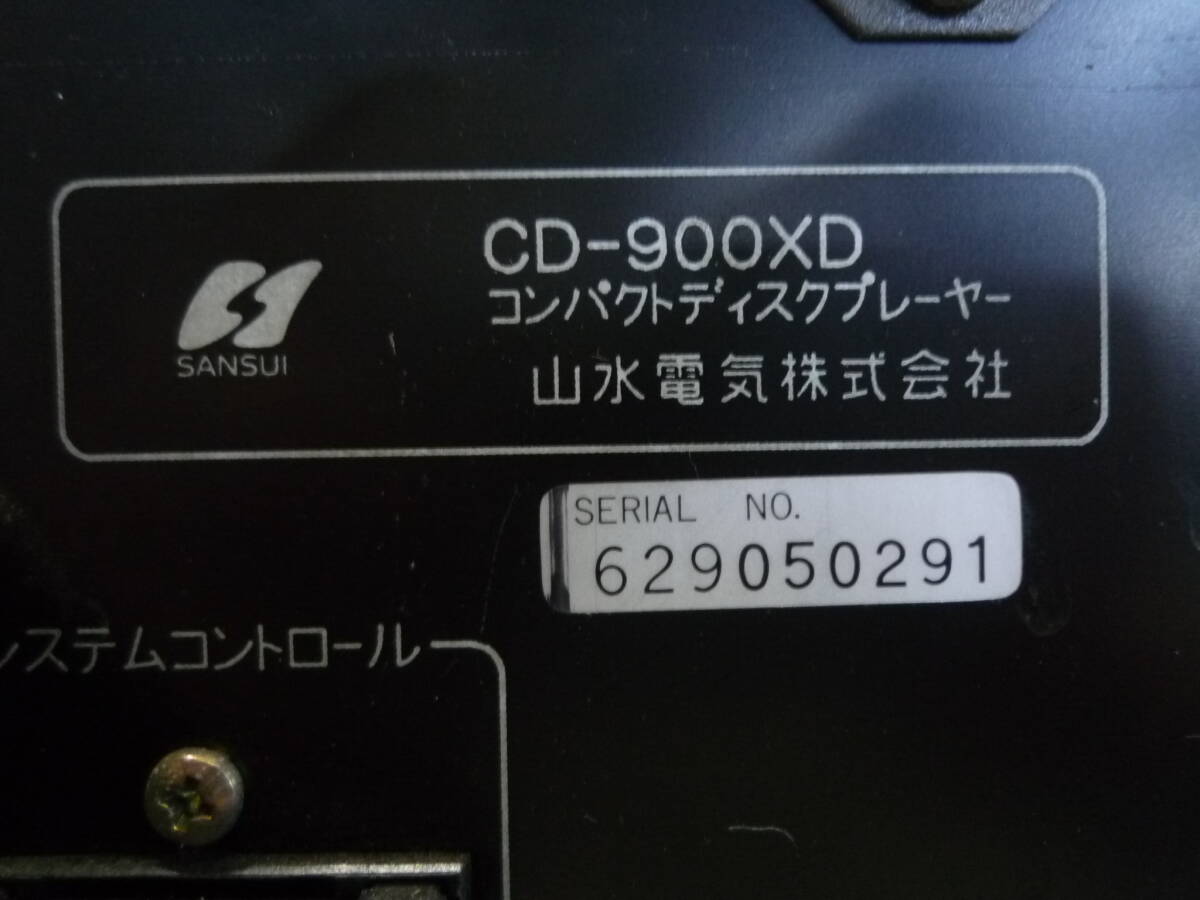 CD-900XD
コンパクトディスクプレーヤー
SANSUI
山水電気株式会社
SERIAL NO.
629050291
システムコントロール